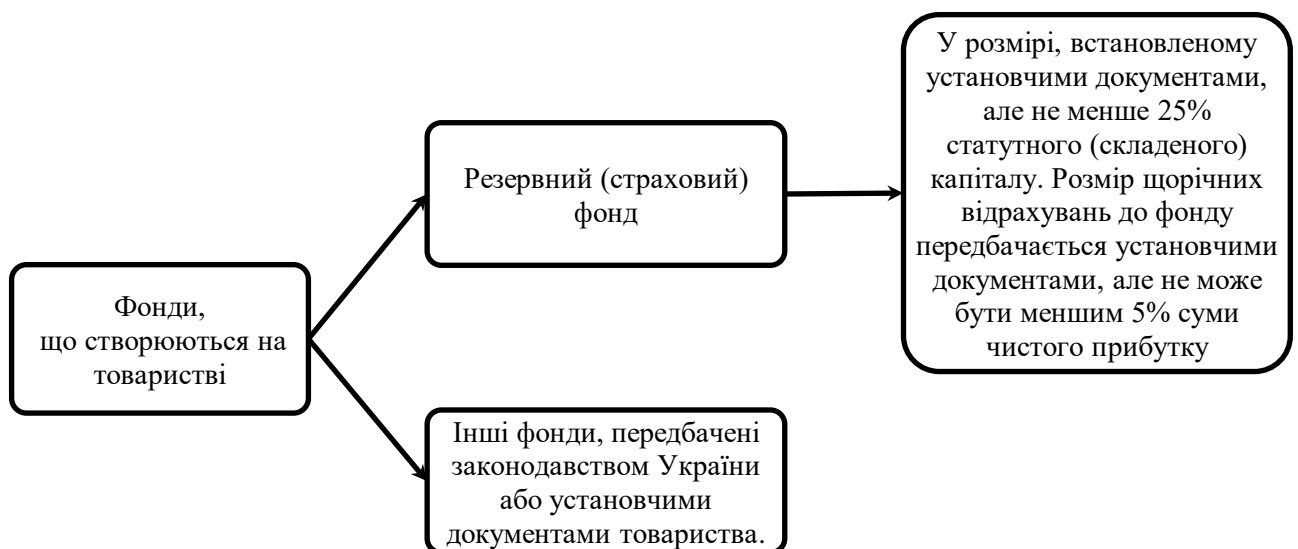 Фонди,
що створюються на
товаристві
Резервний (страховий)
фонд
У розмірі, встановленому
установчими документами,
але не менше 25%
статутного (складеного)
капіталу. Розмір щорічних
відрахувань до фонду
передбачається установчими
документами, але не може
бути меншим 5% суми
чистого прибутку
Інші фонди, передбачені
законодавством України
або установчими
документами товариства.